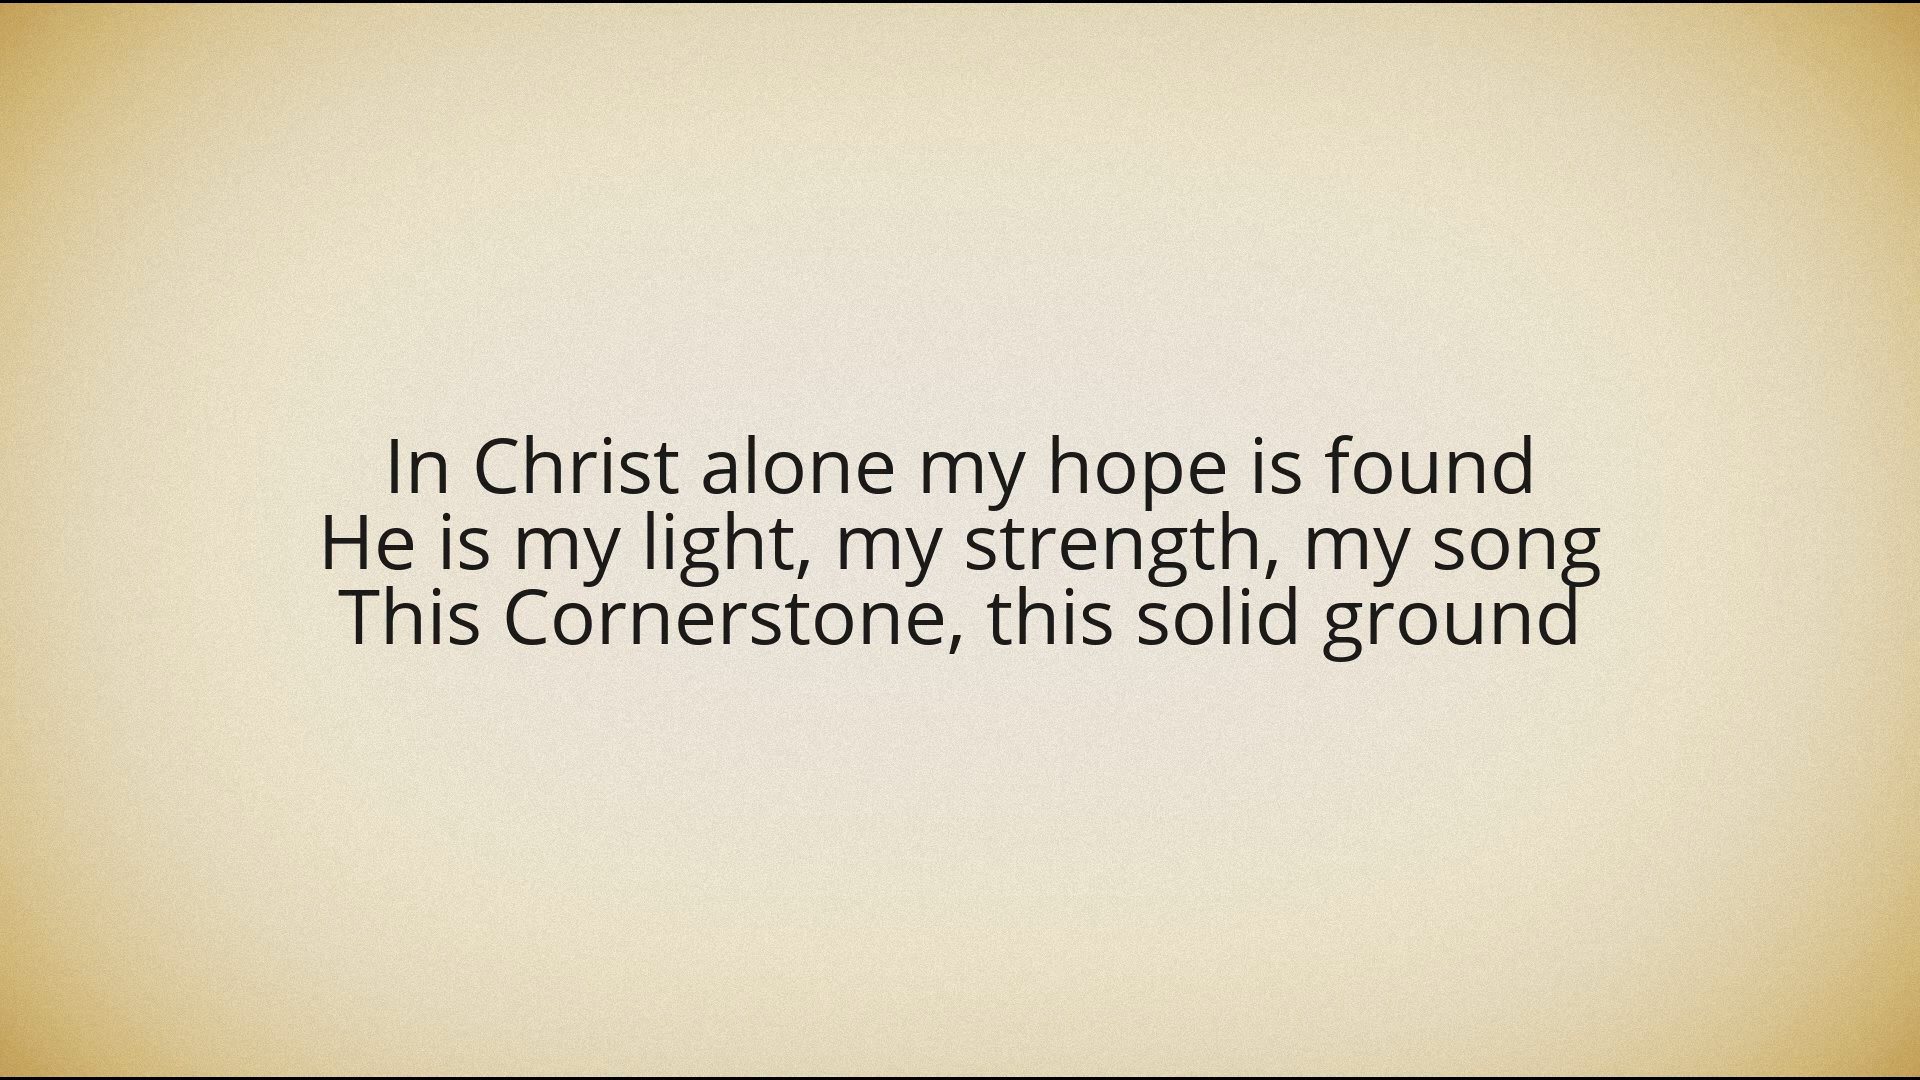 In Christ alone my hope is found
He is my light, my strength, my song
This Cornerstone, this solid ground